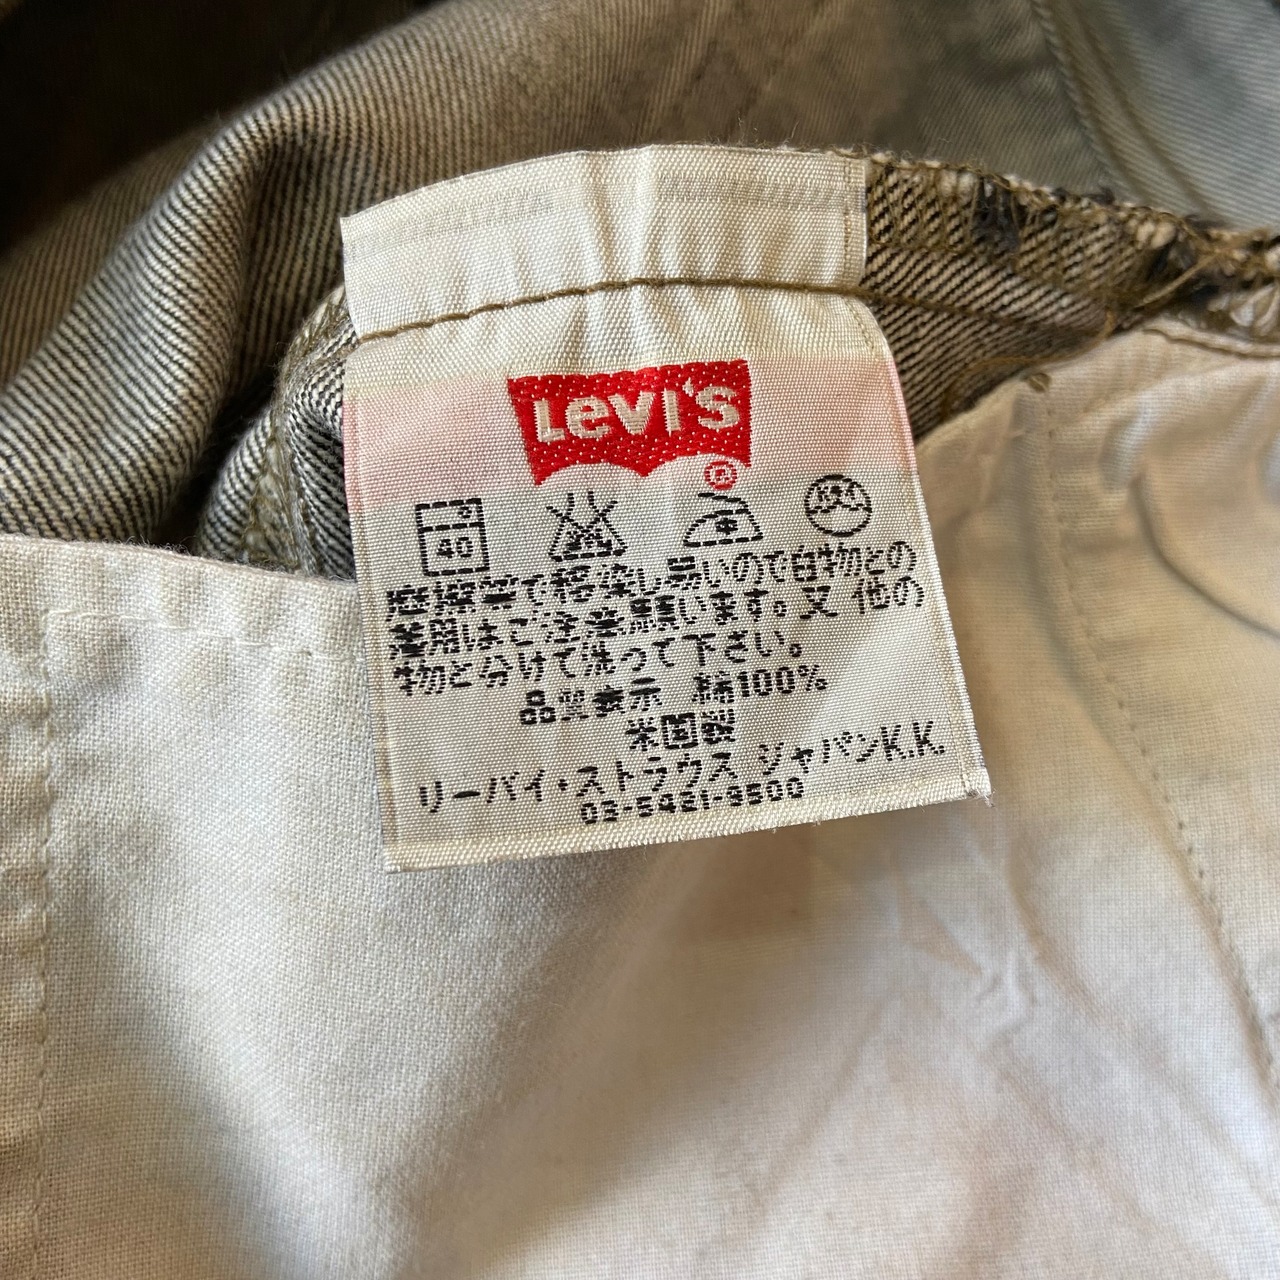 Levi's ®
40
摩擦等で移染し易いので白物との
着用はご注意願います。又 他の
物と分けて洗って下さい。
品質表示 綿100%
米国製
リーバイ・ストラウス ジャパンK.K.
03-5421-9500